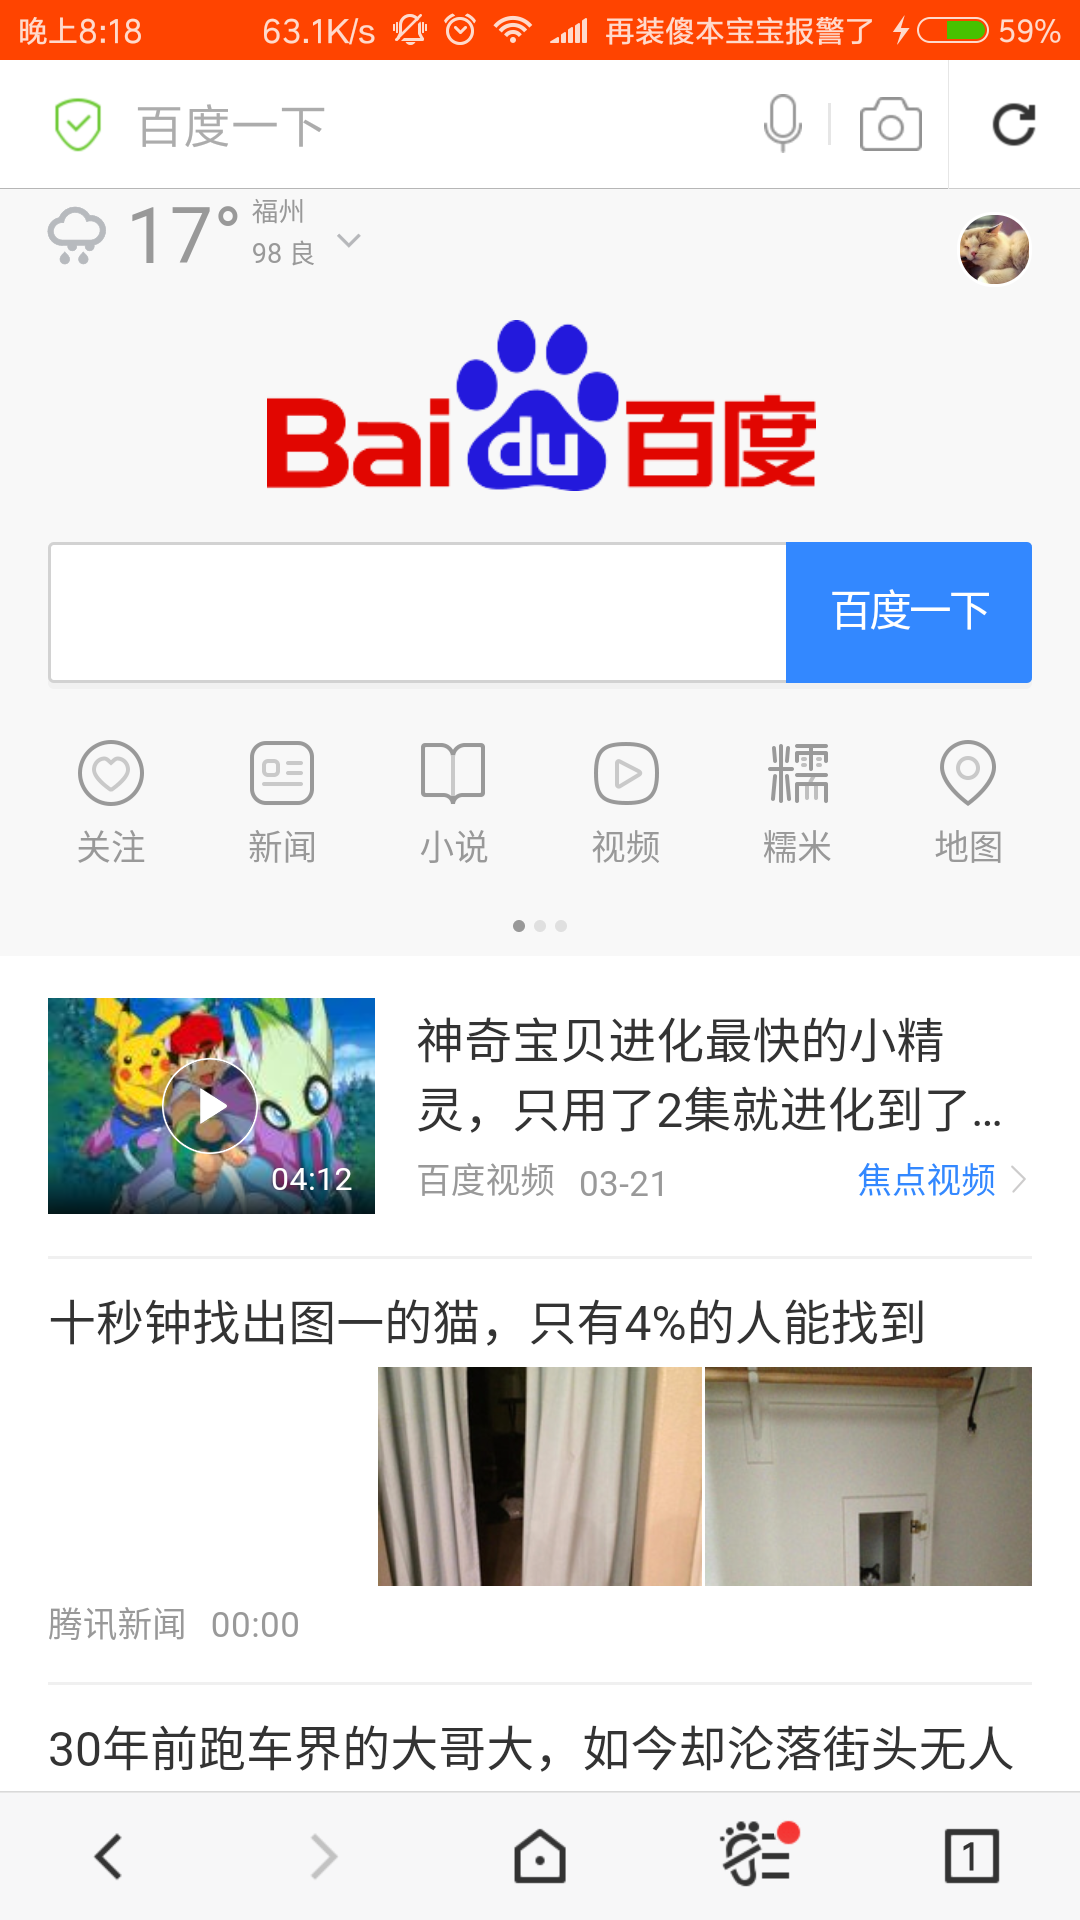 晚上8:18 63.1K/s 再装傻本宝宝报警了 59%
百度一下
17° 福州
98 良
Bai du 百度
百度一下
关注 新闻 小说 视频 糯米 地图
神奇宝贝进化最快的小精
灵，只用了2集就进化到了...
04:12
百度视频 03-21 焦点视频
十秒钟找出图一的猫，只有4%的人能找到
腾讯新闻 00:00
30年前跑车界的大哥大，如今却沦落街头无人
1